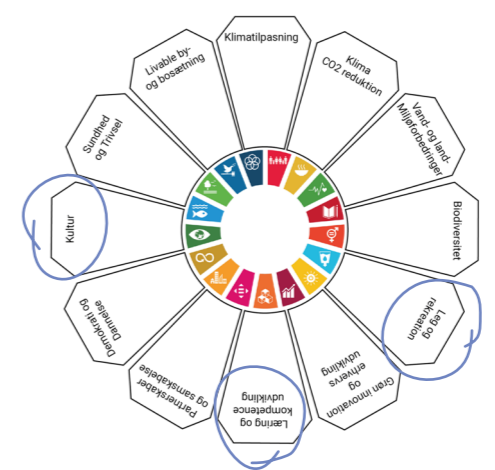 Klimatilpasning
Klima
CO2 reduktion
Vand- og land-
Miljøforbedringer
Biodiversitet
Leg og
rekreation
Grøn innovation
og
erhvervs
udvikling
Læring og
kompetence
udvikling
Partnerskaber
og samskabelse
Demokrati og
Dannelse
Kultur
Sundhed
og Trivsel
Livable by-
og bosætning